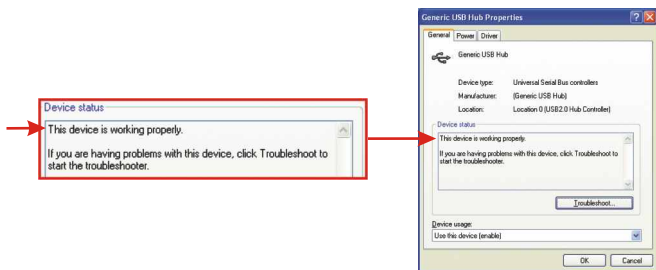 Device status
This device is working properly.
If you are having problems with this device, click Troubleshoot to
start the troubleshooter.
Generic USB Hub Properties
General Power Driver
Generic USB Hub
Device type: Universal Serial Bus controllers
Manufacturer: (Generic USB Hub)
Location: Location 0 (USB2.0 Hub Controller)
Device status
This device is working properly.
If you are having problems with this device, click Troubleshoot to
start the troubleshooter.
Troubleshoot...
Device usage:
Use this device (enable)
OK Cancel